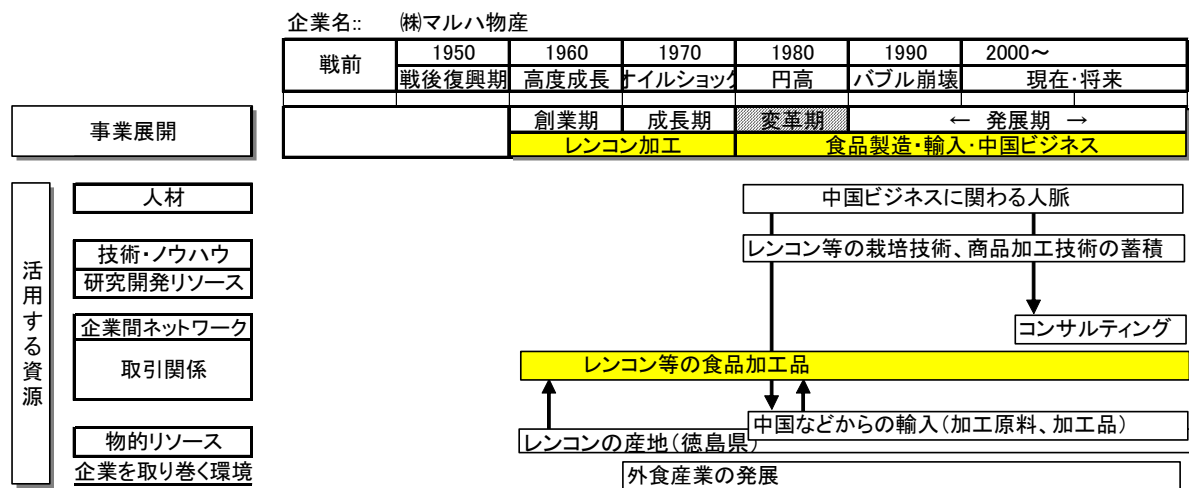 企業名:: ㈱マルハ物産
戦前 1950 1960 1970 1980 1990 2000～
戦後復興期 高度成長 オイルショック 円高 バブル崩壊 現在・将来
事業展開 創業期 成長期 変革期 ← 発展期 →
レンコン加工 食品製造・輸入・中国ビジネス
活用する資源
人材 中国ビジネスに関わる人脈
技術・ノウハウ レンコン等の栽培技術、商品加工技術の蓄積
研究開発リソース
企業間ネットワーク コンサルティング
取引関係 レンコン等の食品加工品
中国などからの輸入（加工原料、加工品）
物的リソース レンコンの産地（徳島県）
企業を取り巻く環境 外食産業の発展